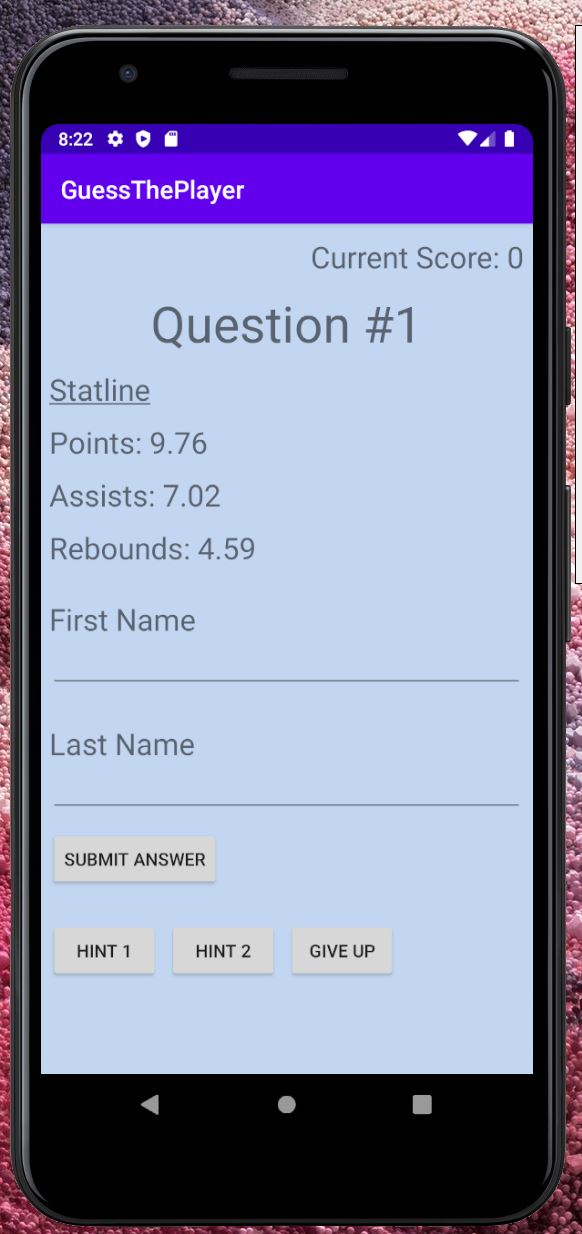 8:22
GuessThePlayer
Current Score: 0
Question #1
Statline
Points: 9.76
Assists: 7.02
Rebounds: 4.59
First Name
Last Name
SUBMIT ANSWER
HINT 1 HINT 2 GIVE UP